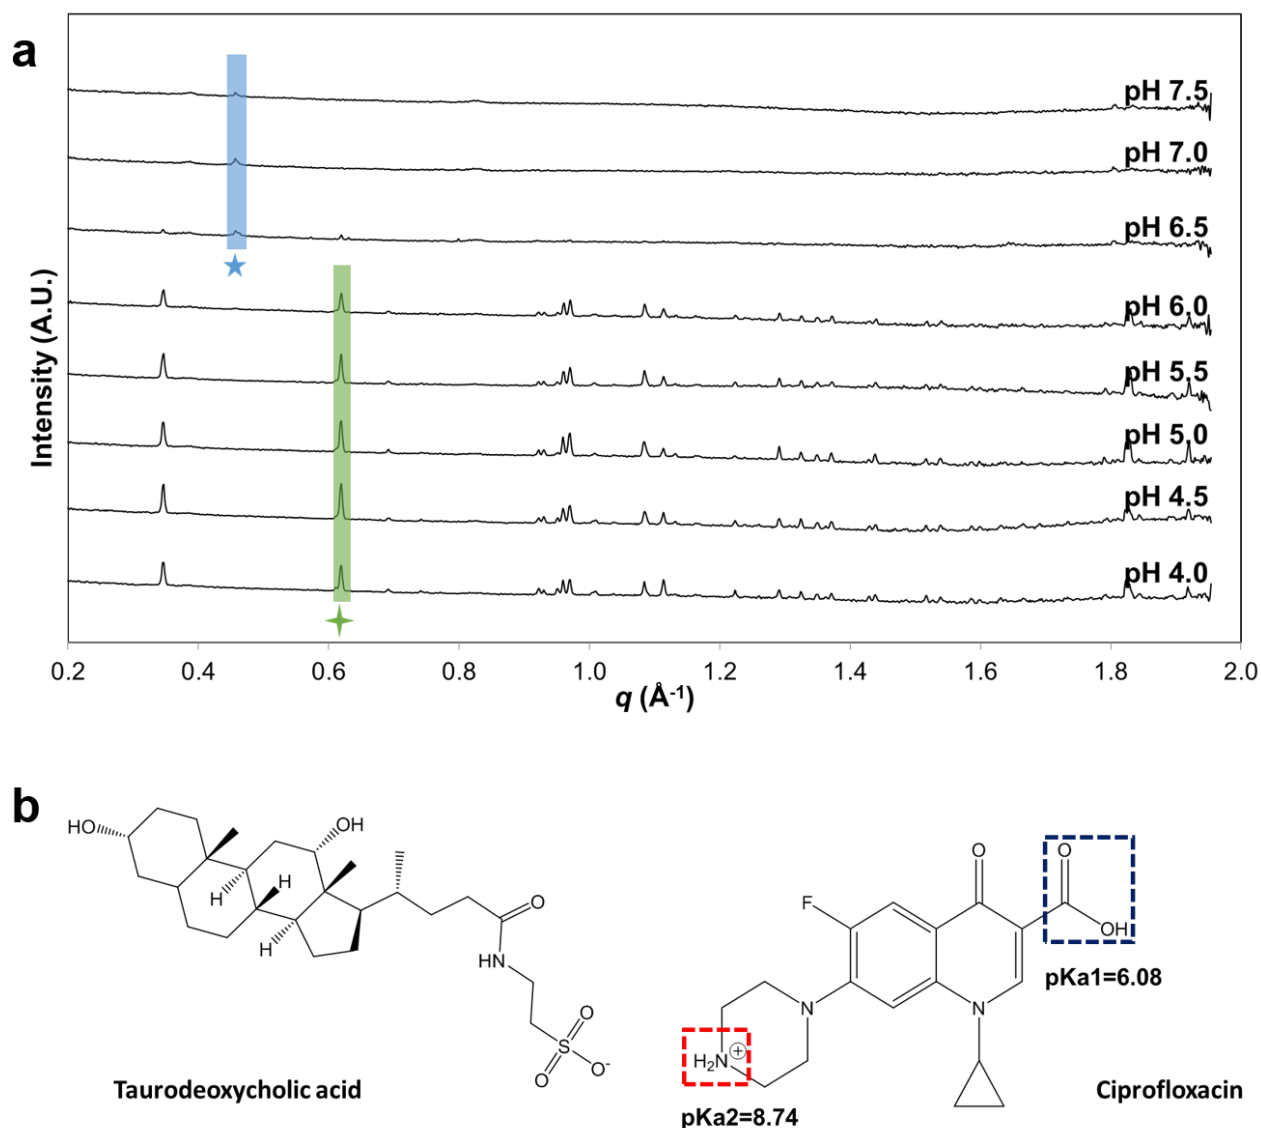 a
pH 7.5
pH 7.0
pH 6.5
pH 6.0
pH 5.5
pH 5.0
pH 4.5
pH 4.0
Intensity (A.U.)
0.2 0.4 0.6 0.8 1.0 1.2 1.4 1.6 1.8 2.0
q (Å⁻¹)
b
HO
OH
H
H
H
O
HN
O
S
O
O⁻
Taurodeoxycholic acid
O
O
F
OH
pKa1=6.08
N
N
H₂N⊕
pKa2=8.74
Ciprofloxacin